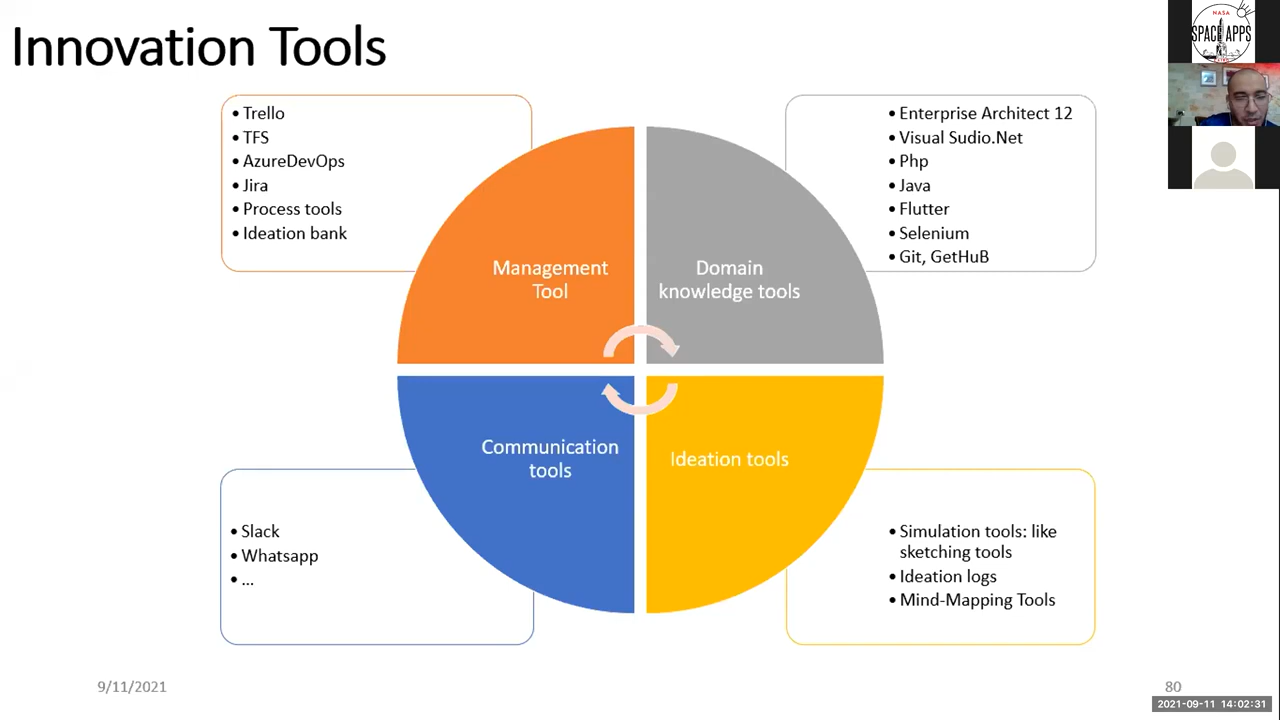 Innovation Tools
• Trello
• TFS
• AzureDevOps
• Jira
• Process tools
• Ideation bank
• Enterprise Architect 12
• Visual Sudio.Net
• Php
• Java
• Flutter
• Selenium
• Git, GetHuB
Management
Tool
Domain
knowledge tools
Communication
tools
Ideation tools
• Slack
• Whatsapp
• ...
• Simulation tools: like
sketching tools
• Ideation logs
• Mind-Mapping Tools
9/11/2021
80
2021-09-11 14:02:31
NASA
SPACE APPS